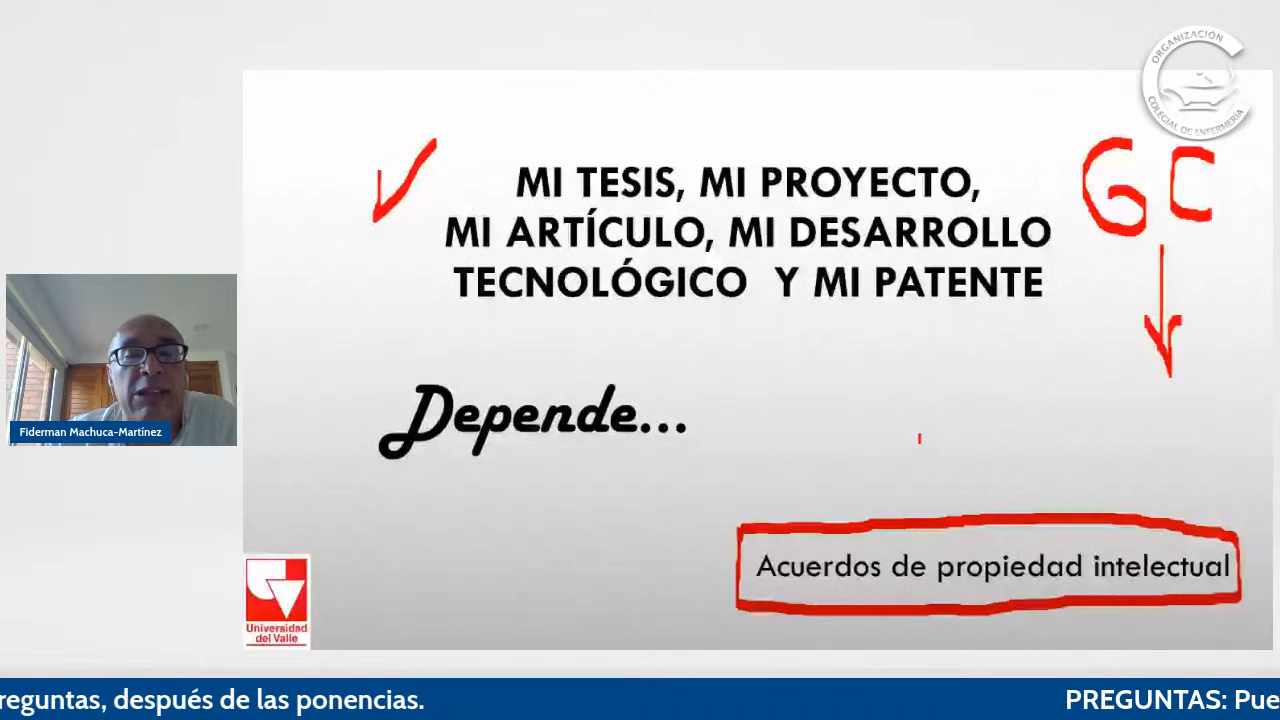 ORGANIZACIÓN
COLEGIAL DE ENFERMERÍA
MI TESIS, MI PROYECTO,
MI ARTÍCULO, MI DESARROLLO
TECNOLÓGICO Y MI PATENTE
GC
Depende...
Fiderman Machuca-Martínez
Acuerdos de propiedad intelectual
Universidad
del Valle
reguntas, después de las ponencias.
PREGUNTAS: Pue